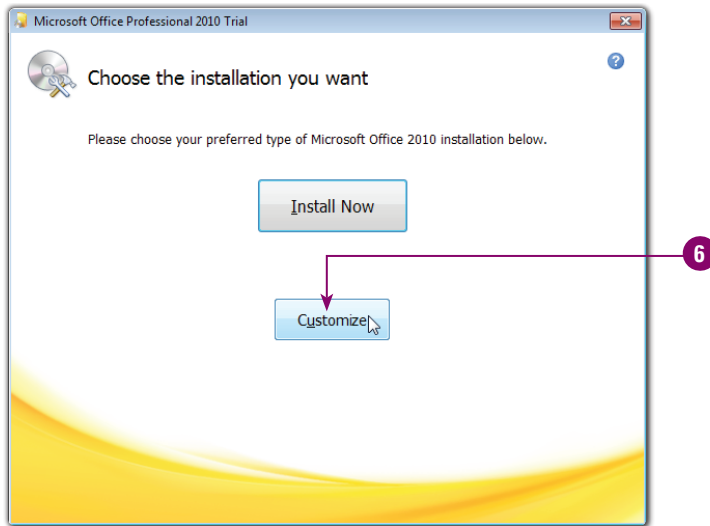 Microsoft Office Professional 2010 Trial
Choose the installation you want
Please choose your preferred type of Microsoft Office 2010 installation below.
Install Now
6
Customize